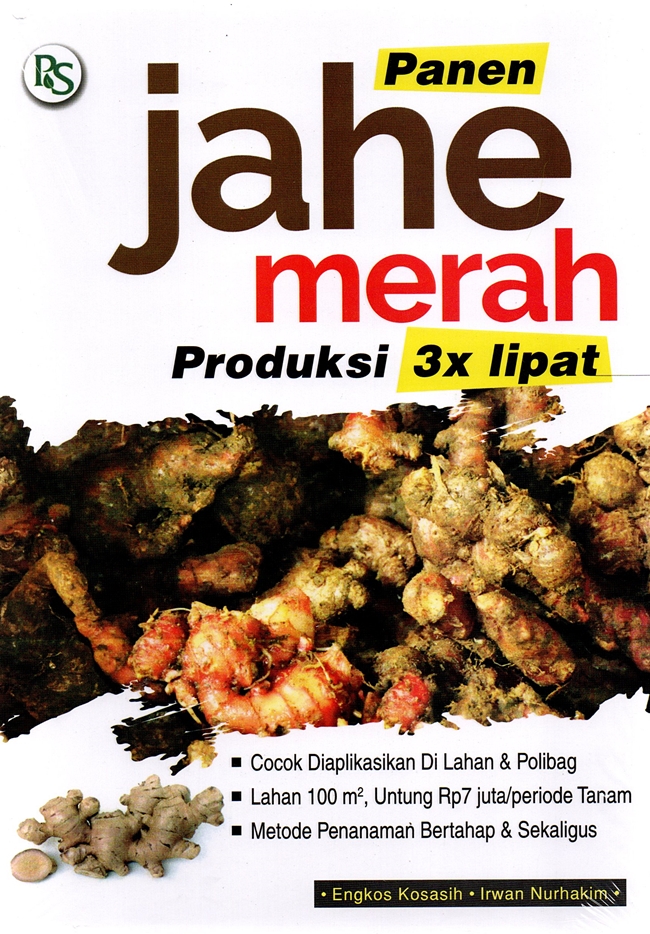 PS
Panen
jahe
merah
Produksi 3x lipat
▪ Cocok Diaplikasikan Di Lahan & Polibag
▪ Lahan 100 m², Untung Rp7 juta/periode Tanam
▪ Metode Penanaman Bertahap & Sekaligus
• Engkos Kosasih • Irwan Nurhakim •